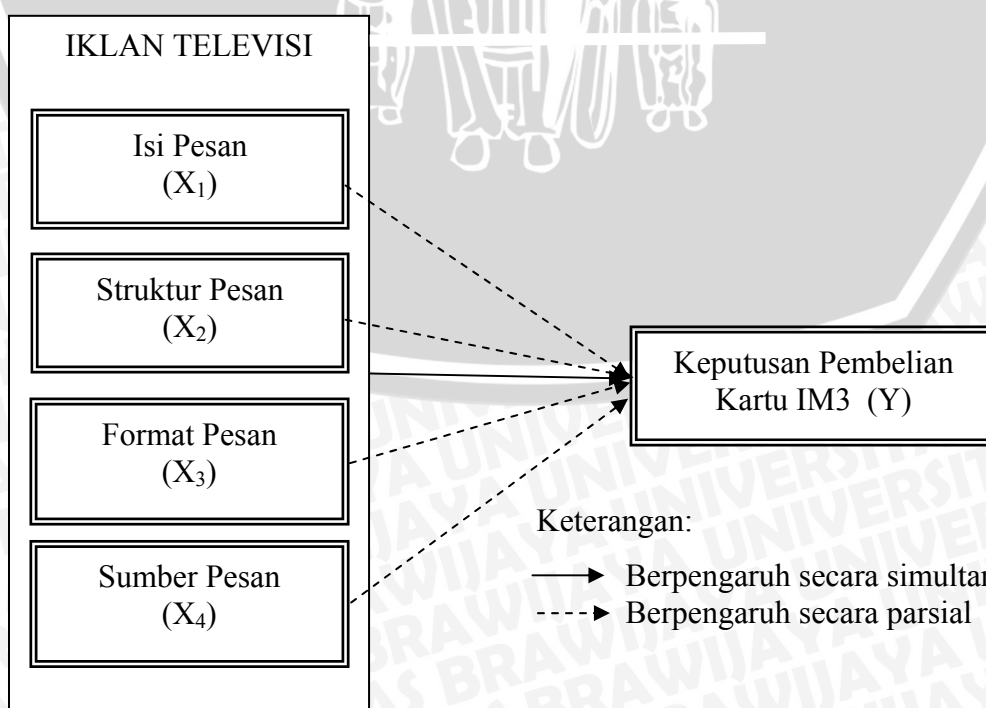 IKLAN TELEVISI
Isi Pesan
(X₁)
Struktur Pesan
(X₂)
Format Pesan
(X₃)
Sumber Pesan
(X₄)
Keputusan Pembelian
Kartu IM3 (Y)
Keterangan:
Berpengaruh secara simultan
Berpengaruh secara parsial